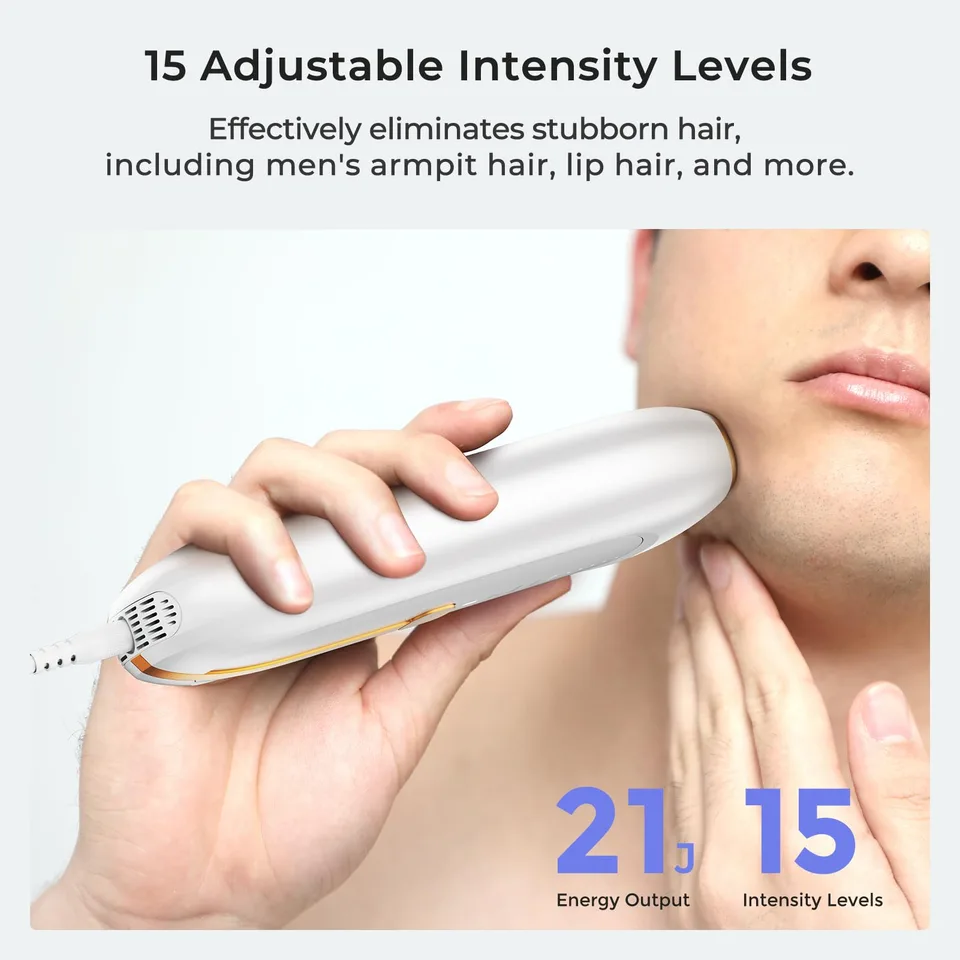 15 Adjustable Intensity Levels
Effectively eliminates stubborn hair,
including men's armpit hair, lip hair, and more.
21J 15
Energy Output Intensity Levels